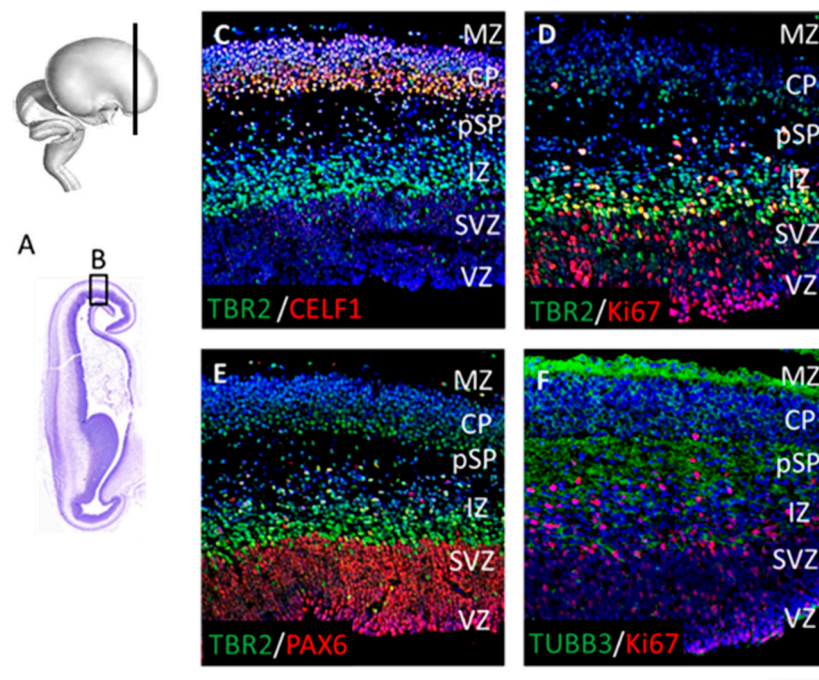 A
B
C
MZ
CP
pSP
IZ
SVZ
VZ
TBR2/CELF1
D
MZ
CP
pSP
IZ
SVZ
VZ
TBR2/Ki67
E
MZ
CP
pSP
IZ
SVZ
VZ
TBR2/PAX6
F
MZ
CP
pSP
IZ
SVZ
VZ
TUBB3/Ki67